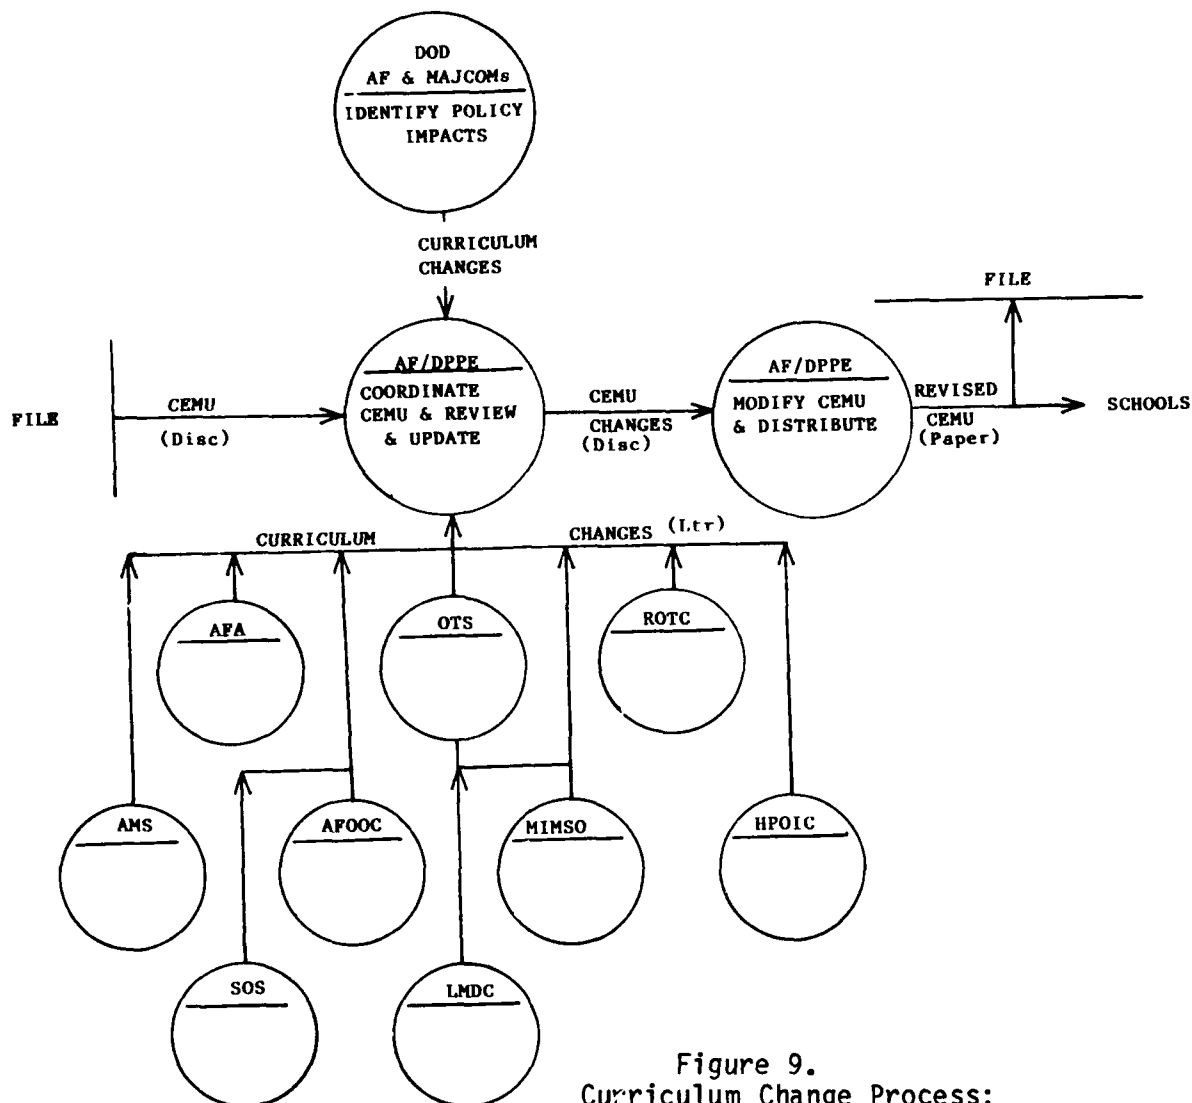 DOD
AF & MAJCOMs
IDENTIFY POLICY
IMPACTS
CURRICULUM
CHANGES
FILE
FILE
CEMU
(Disc)
AF/DPPE
COORDINATE
CEMU & REVIEW
& UPDATE
CEMU
CHANGES
(Disc)
AF/DPPE
MODIFY CEMU
& DISTRIBUTE
REVISED
CEMU
(Paper)
SCHOOLS
CURRICULUM CHANGES (Ltr)
AFA
OTS
ROTC
AMS
AFOOC
MIMSO
HPOIC
SOS
LMDC
Figure 9.
Curriculum Change Process: